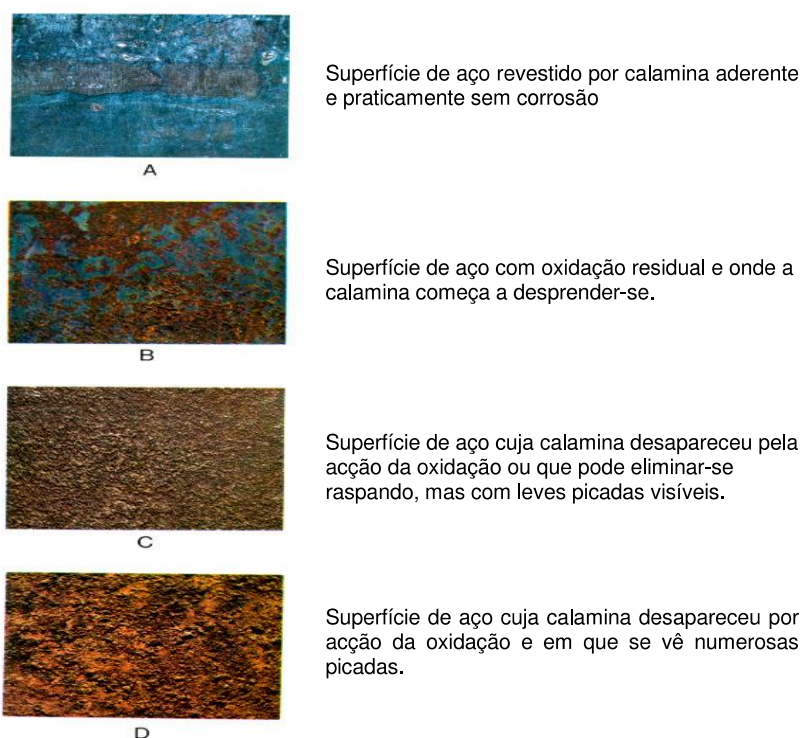 Superfície de aço revestido por calamina aderente
e praticamente sem corrosão
A
Superfície de aço com oxidação residual e onde a
calamina começa a desprender-se.
B
Superfície de aço cuja calamina desapareceu pela
acção da oxidação ou que pode eliminar-se
raspando, mas com leves picadas visíveis.
C
Superfície de aço cuja calamina desapareceu por
acção da oxidação e em que se vê numerosas
picadas.
D